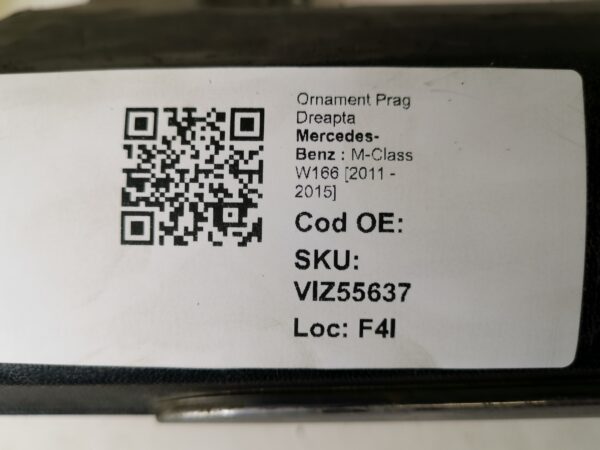 Ornament Prag
Dreapta
Mercedes-
Benz : M-Class
W166 [2011 -
2015]
Cod OE:
SKU:
VIZ55637
Loc: F4I